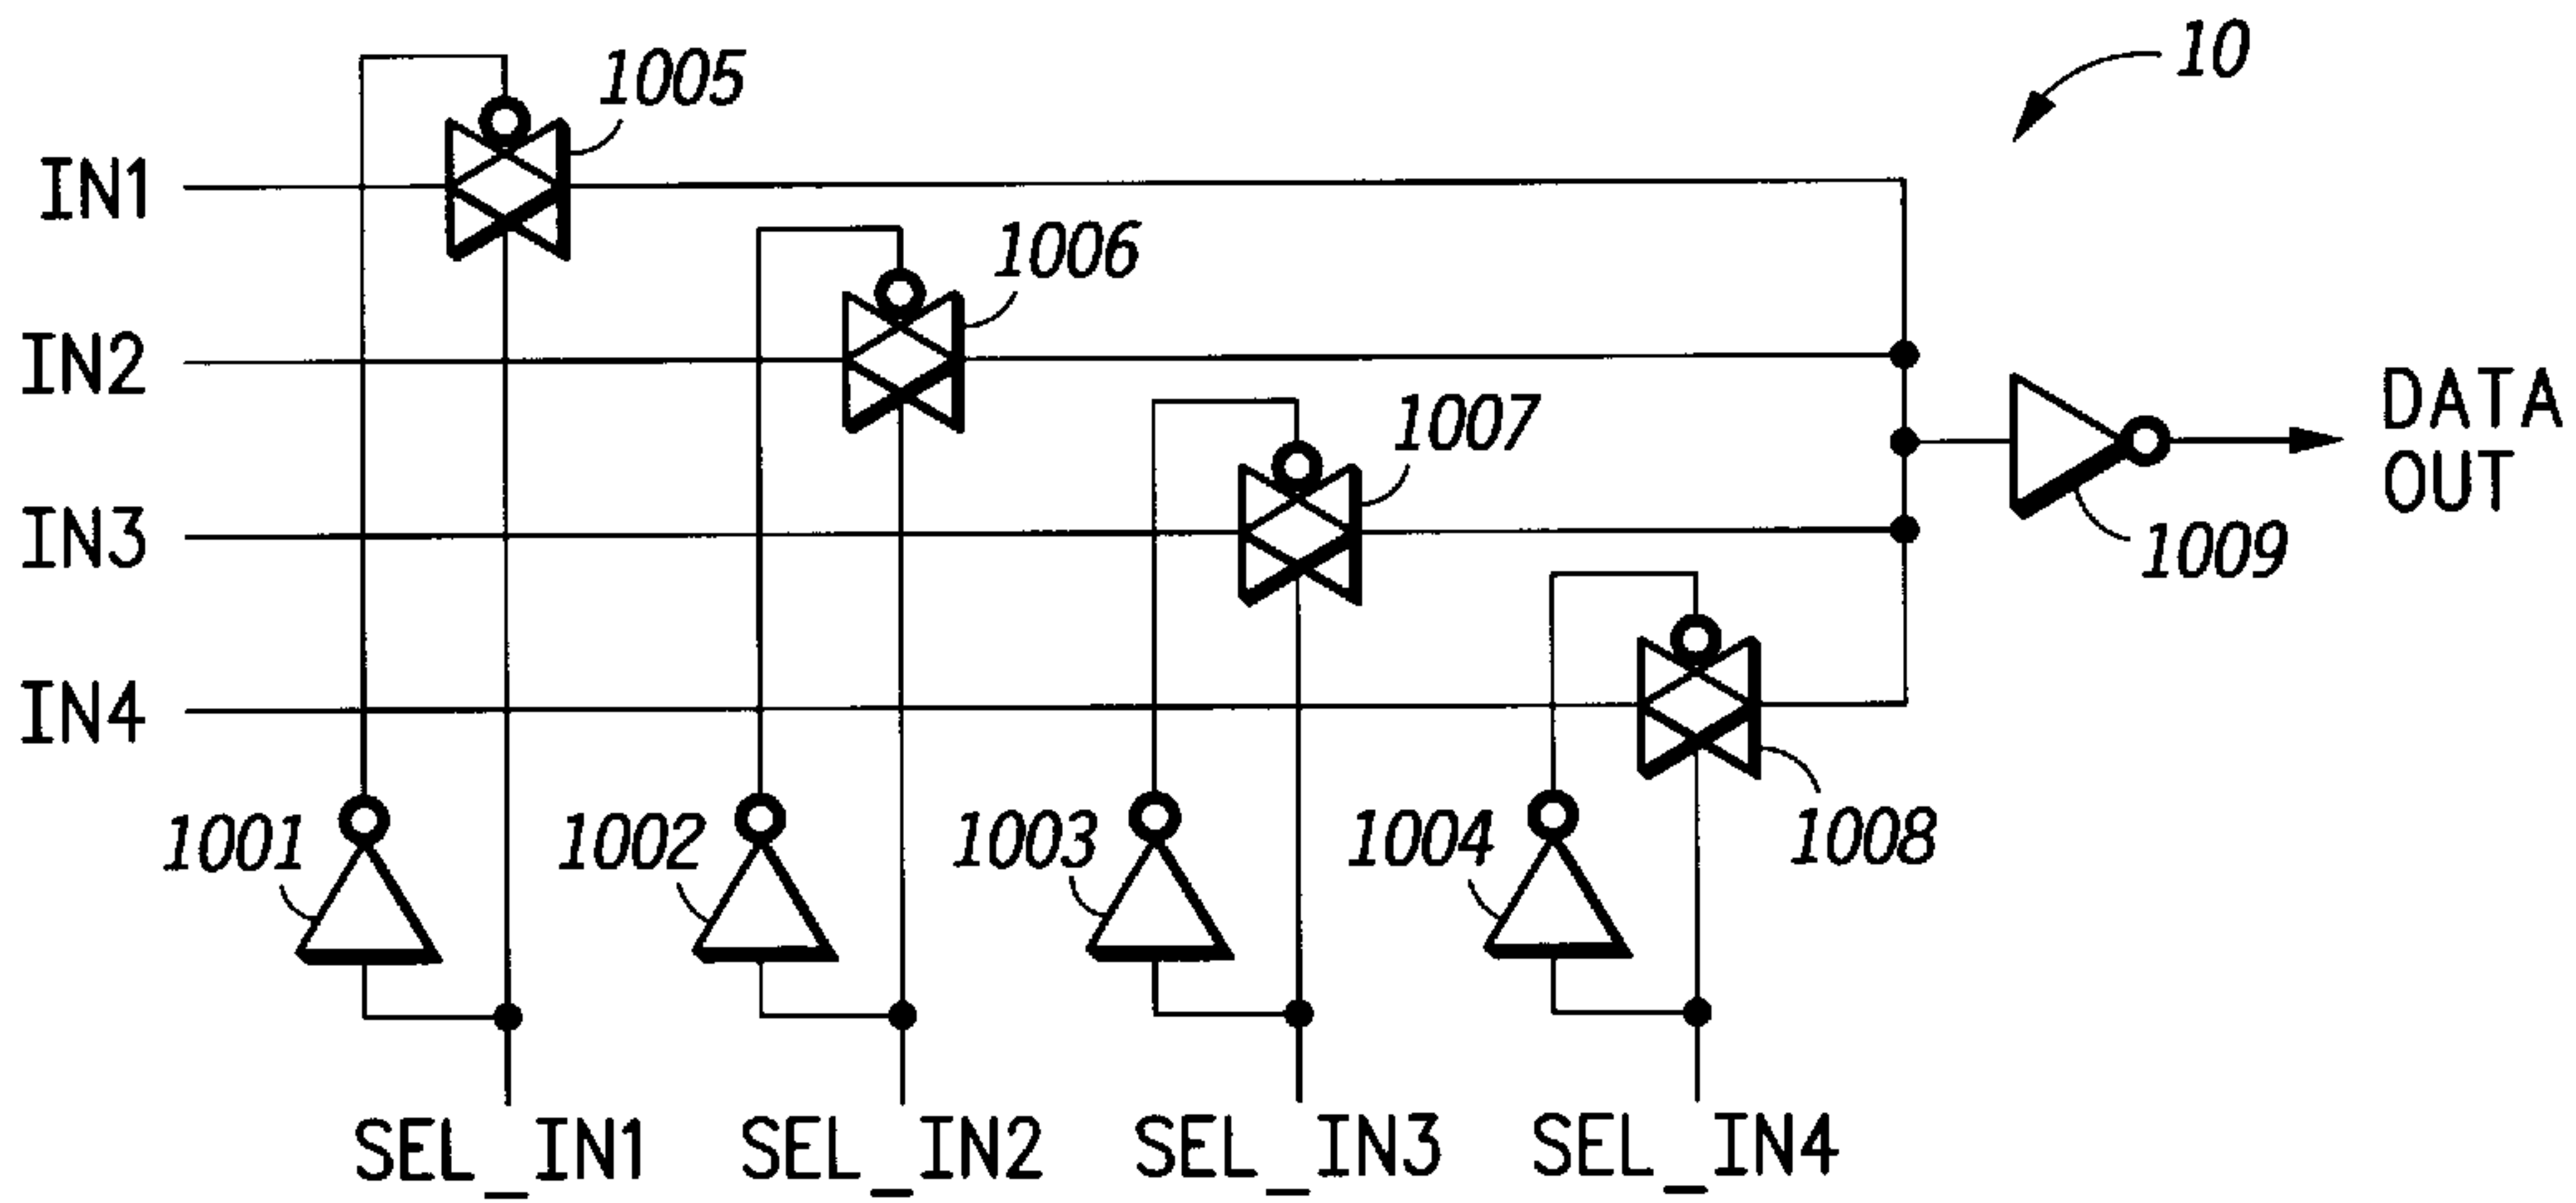 10
1005
IN1
1006
IN2
1007
DATA
OUT
IN3
1009
IN4
1001
1002
1003
1004
1008
SEL_IN1
SEL_IN2
SEL_IN3
SEL_IN4